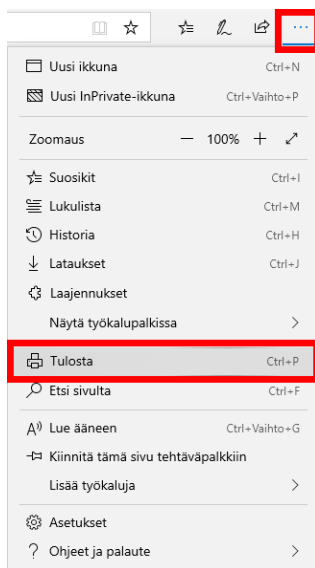 Uusi ikkuna Ctrl+N
Uusi InPrivate-ikkuna Ctrl+Vaihto+P
Zoomaus — 100% +
Suosikit Ctrl+I
Lukulista Ctrl+M
Historia Ctrl+H
Lataukset Ctrl+J
Laajennukset
Näytä työkalupalkissa
Tulosta Ctrl+P
Etsi sivulta Ctrl+F
Lue ääneen Ctrl+Vaihto+G
Kiinnitä tämä sivu tehtäväpalkkiin
Lisää työkaluja
Asetukset
Ohjeet ja palaute